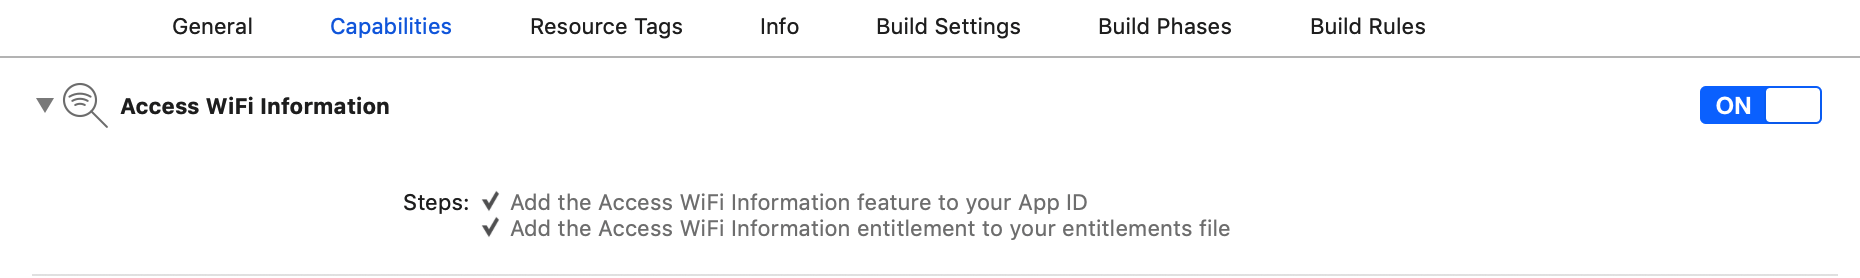 General Capabilities Resource Tags Info Build Settings Build Phases Build Rules
Access WiFi Information ON
Steps: ✓ Add the Access WiFi Information feature to your App ID
✓ Add the Access WiFi Information entitlement to your entitlements file